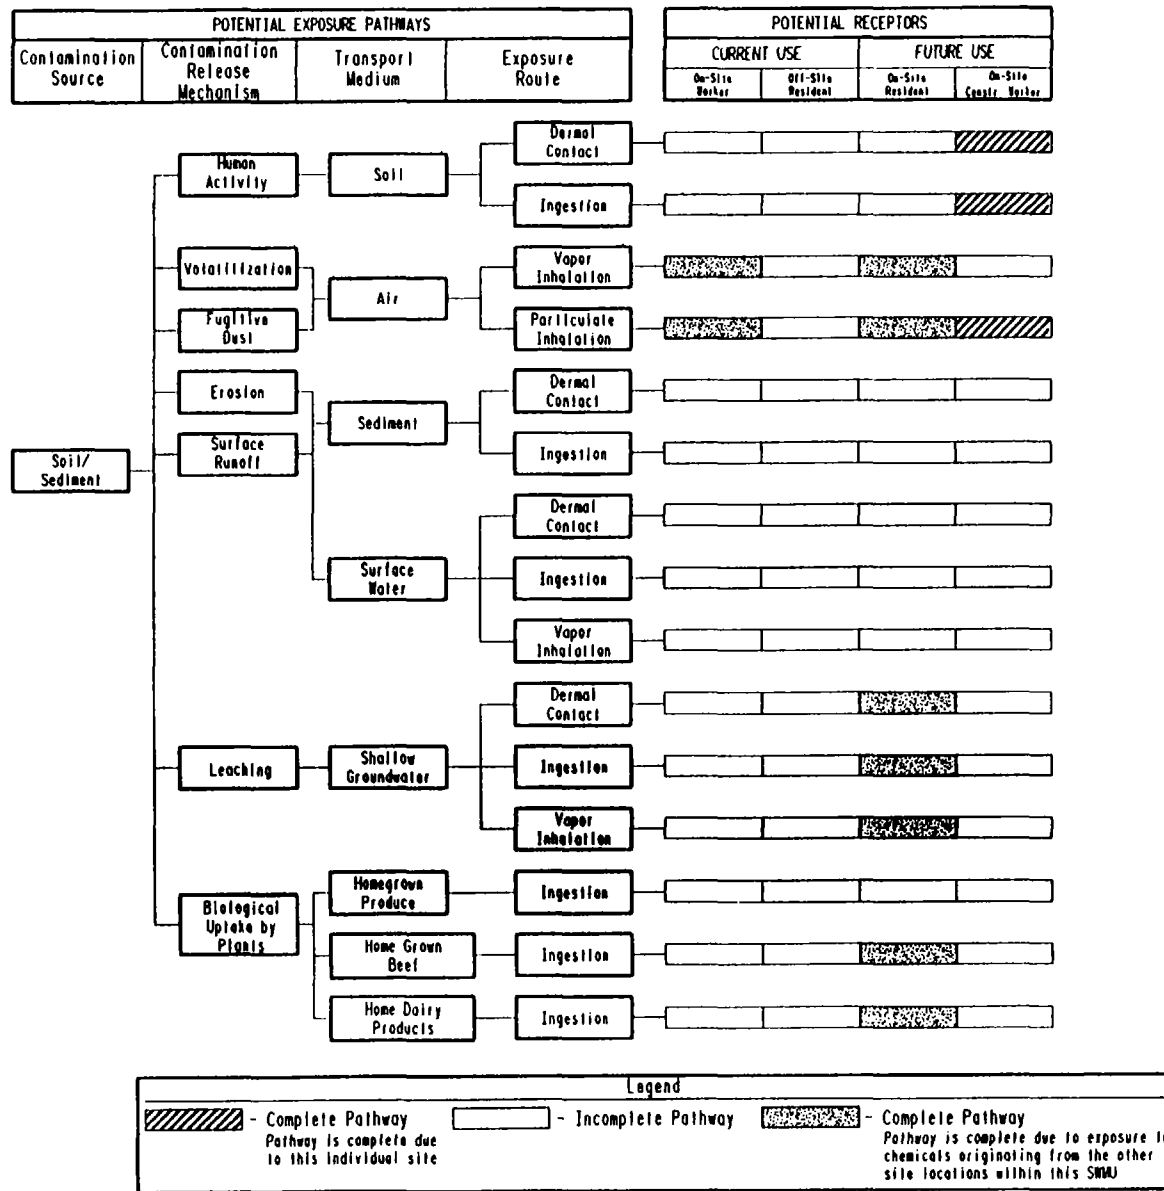 POTENTIAL EXPOSURE PATHWAYS
POTENTIAL RECEPTORS
Contamination
Source
Contamination
Release
Mechanism
Transport
Medium
Exposure
Route
CURRENT USE
FUTURE USE
On-Site
Worker
Off-Site
Resident
On-Site
Resident
On-Site
Constr. Worker
Soil/
Sediment
Human
Activity
Soil
Dermal
Contact
Ingestion
Volatilization
Fugitive
Dust
Air
Vapor
Inhalation
Particulate
Inhalation
Erosion
Surface
Runoff
Sediment
Dermal
Contact
Ingestion
Surface
Water
Dermal
Contact
Ingestion
Vapor
Inhalation
Leaching
Shallow
Groundwater
Dermal
Contact
Ingestion
Vapor
Inhalation
Biological
Uptake by
Plants
Homegrown
Produce
Ingestion
Home Grown
Beef
Ingestion
Home Dairy
Products
Ingestion
Legend
- Complete Pathway
Pathway is complete due
to this individual site
- Incomplete Pathway
- Complete Pathway
Pathway is complete due to exposure to
chemicals originating from the other
site locations within this SWMU